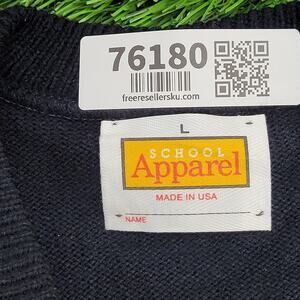 76180
freeresellersku.com
L
SCHOOL
Apparel
MADE IN USA
NAME